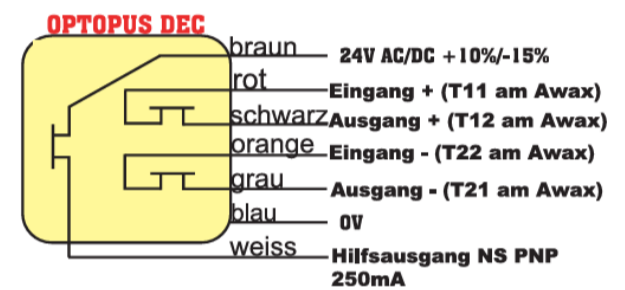 OPTOPUS DEC
braun 24V AC/DC +10%/-15%
rot Eingang + (T11 am Awax)
schwarz Ausgang + (T12 am Awax)
orange Eingang - (T22 am Awax)
grau Ausgang - (T21 am Awax)
blau 0V
weiss Hilfsausgang NS PNP
250mA